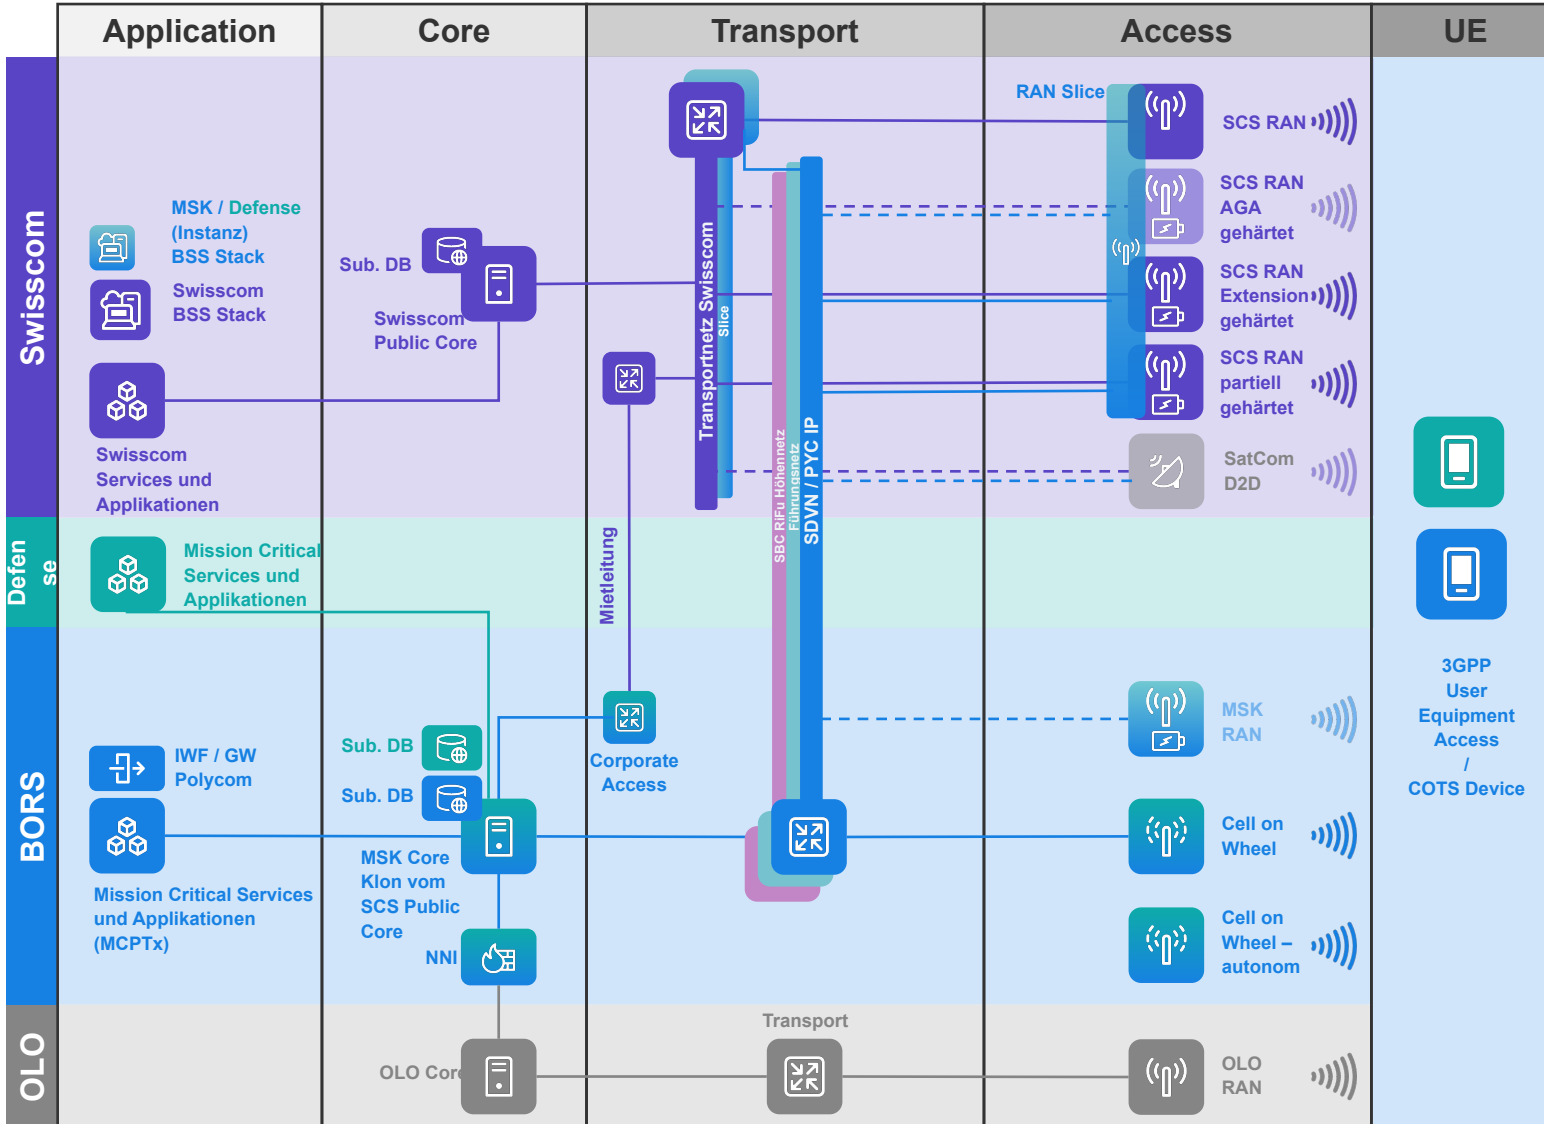 Application
Core
Transport
Access
UE
Swisscom
MSK / Defense
(Instanz)
BSS Stack
Swisscom
BSS Stack
Swisscom
Services und
Applikationen
Sub. DB
Swisscom
Public Core
Transportnetz Swisscom
Slice
SBC RiFu Höhennetz
Führungsnetz
SDVN / PYC IP
Mietleitung
RAN Slice
SCS RAN
SCS RAN
AGA
gehärtet
SCS RAN
Extension
gehärtet
SCS RAN
partiell
gehärtet
SatCom
D2D
Defen
se
Mission Critical
Services und
Applikationen
BORS
IWF / GW
Polycom
Mission Critical Services
und Applikationen
(MCPTx)
Sub. DB
Sub. DB
MSK Core
Klon vom
SCS Public
Core
NNI
Corporate
Access
MSK
RAN
Cell on
Wheel
Cell on
Wheel –
autonom
3GPP
User
Equipment
Access
/
COTS Device
OLO
OLO Core
Transport
OLO
RAN